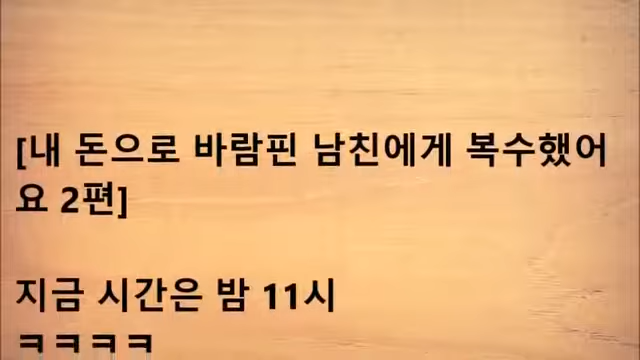 [내 돈으로 바람핀 남친에게 복수했어
요 2편]
지금 시간은 밤 11시
ㅋㅋㅋㅋ